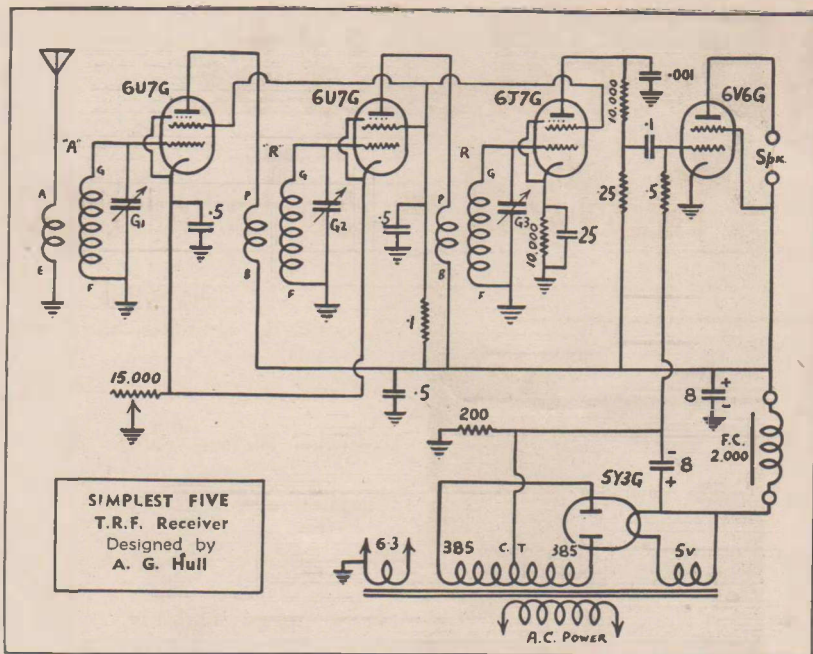 6U7G
6U7G
6J7G
6V6G
10,000
.001
.1
Spk.
"A"
"R"
R
G
G
G
P
P
A
G1
G2
G3
.5
.5
10,000
25
.25
.5
E
F
B
F
B
F
.1
15.000
.5
8
+
-
F.C.
2.000
200
-
8
+
5Y3G
SIMPLEST FIVE
T.R.F. Receiver
Designed by
A. G. Hull
6.3
385
C.T
385
5v
A.C. POWER